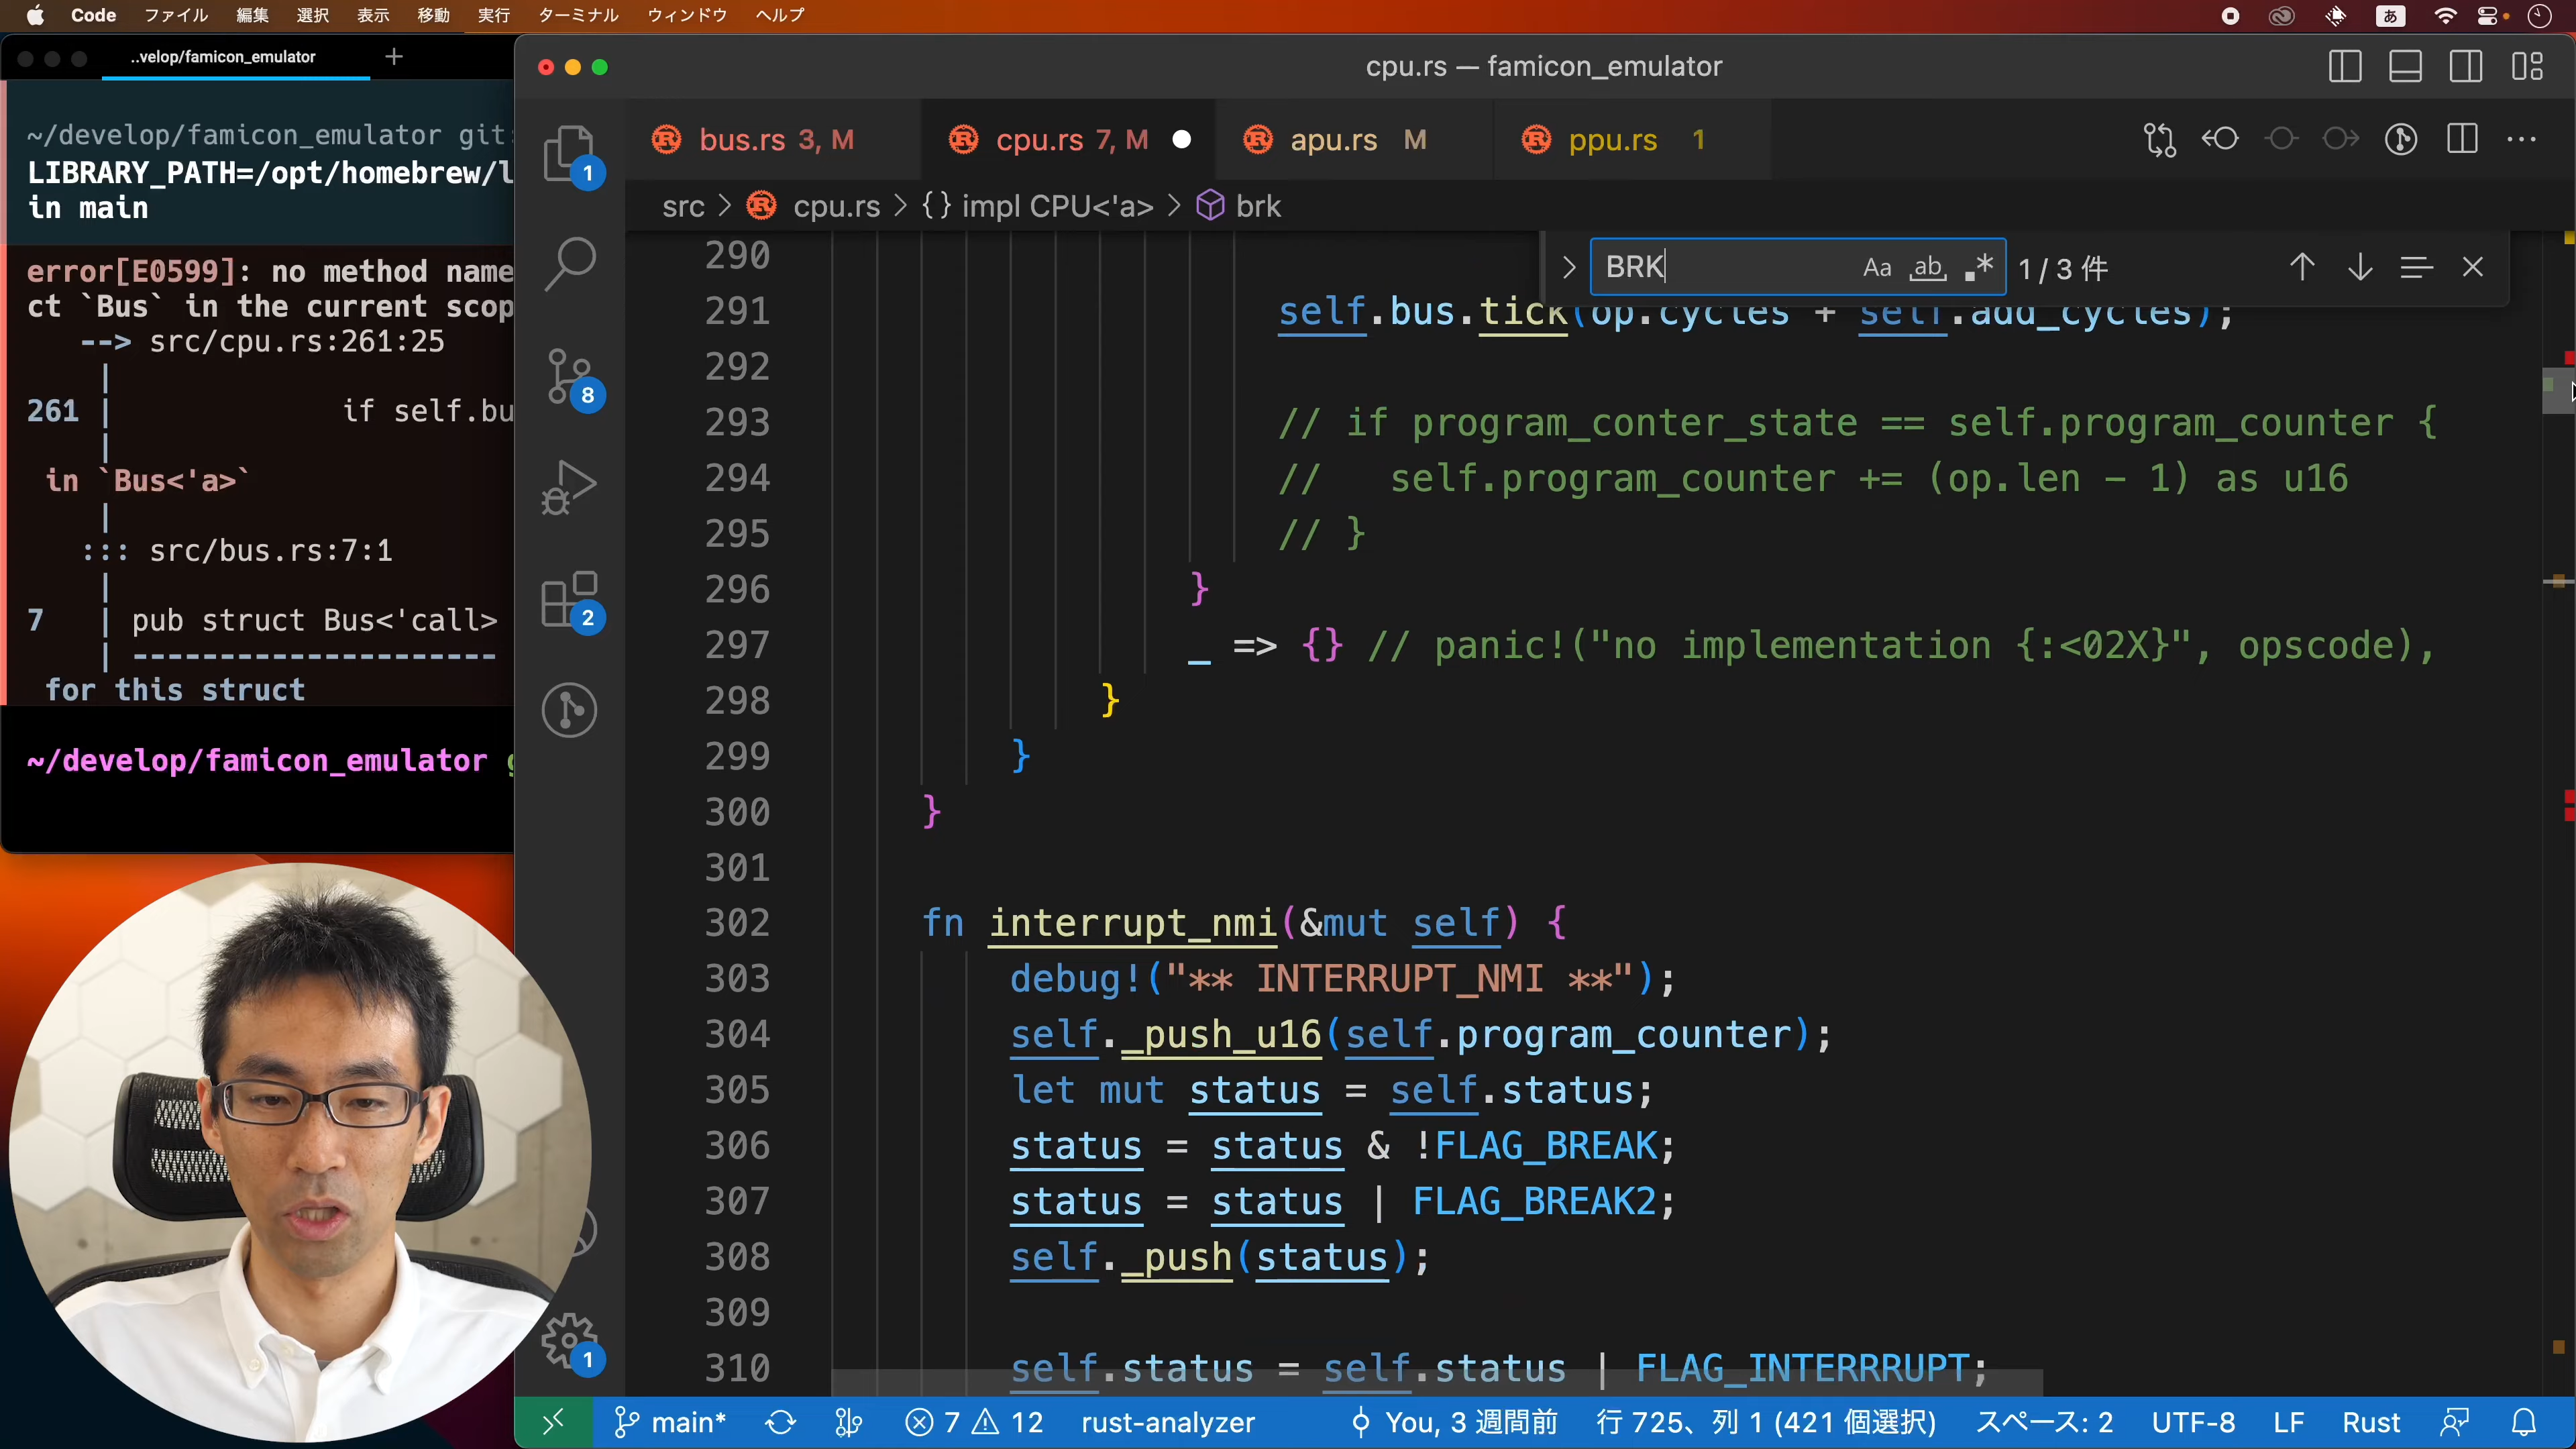 Code ファイル 編集 選択 表示 移動 実行 ターミナル ウィンドウ ヘルプ あ
..velop/famicon_emulator +
~/develop/famicon_emulator git:
LIBRARY_PATH=/opt/homebrew/l
in main
error[E0599]: no method name
ct `Bus` in the current scop
--> src/cpu.rs:261:25
|
261 | if self.bu
|
in `Bus<'a>`
|
::: src/bus.rs:7:1
|
7 | pub struct Bus<'call>
| ---------------------
for this struct
~/develop/famicon_emulator g
cpu.rs — famicon_emulator
bus.rs 3, M
cpu.rs 7, M
apu.rs M
ppu.rs 1
src > cpu.rs > {} impl CPU<'a> > brk
BRK Aa ab .* 1 / 3 件
1
8
2
1
290
291 self.bus.tick(op.cycles + self.add_cycles);
292
293 // if program_conter_state == self.program_counter {
294 //   self.program_counter += (op.len - 1) as u16
295 // }
296 }
297 _ => {} // panic!("no implementation {:<02X}", opscode),
298 }
299 }
300 }
301
302 fn interrupt_nmi(&mut self) {
303 debug!("** INTERRUPT_NMI **");
304 self._push_u16(self.program_counter);
305 let mut status = self.status;
306 status = status & !FLAG_BREAK;
307 status = status | FLAG_BREAK2;
308 self._push(status);
309
310 self.status = self.status | FLAG_INTERRRUPT;
main* 7 12 rust-analyzer You, 3 週間前 行 725、列 1 (421 個選択) スペース: 2 UTF-8 LF Rust